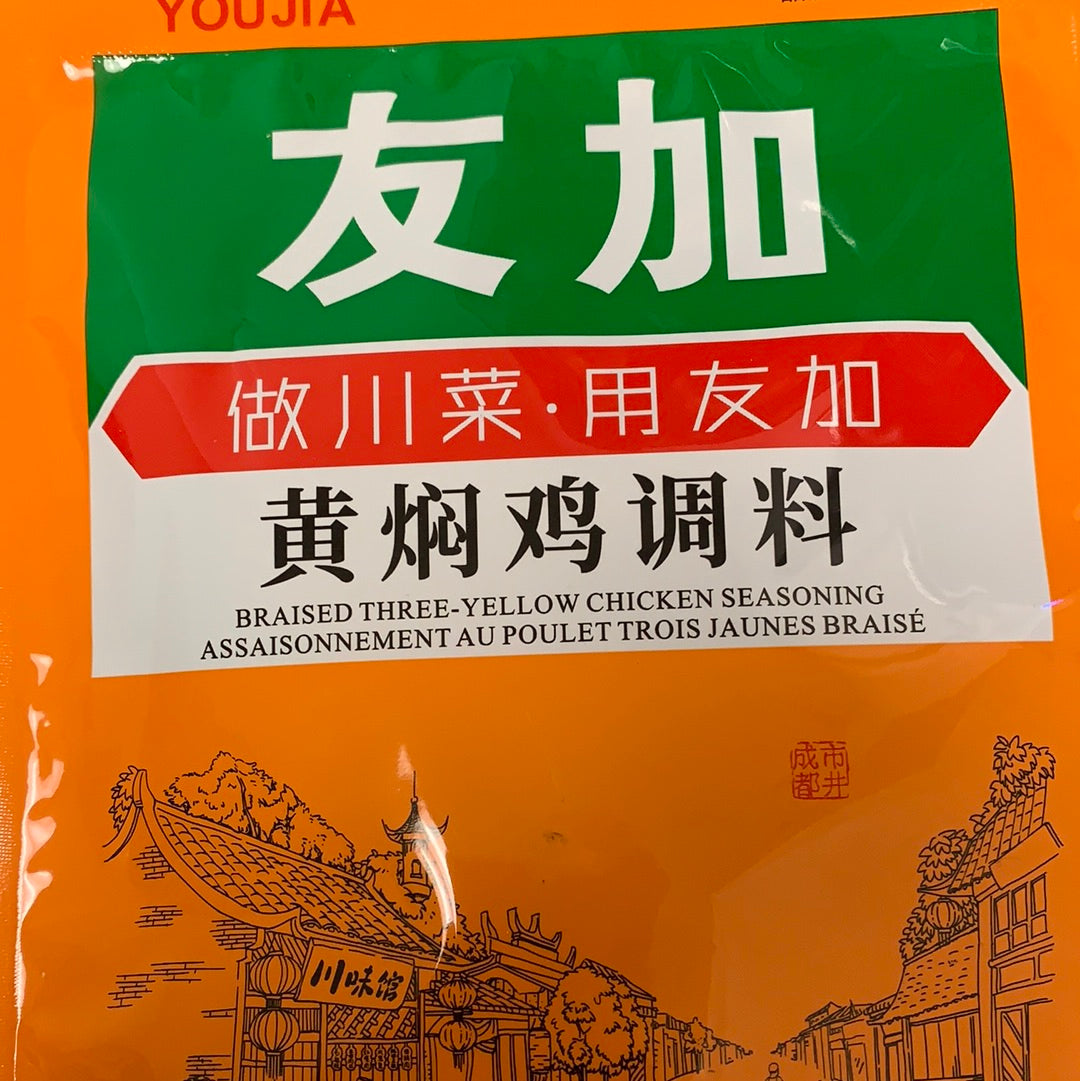 YOUJIA
友加
做川菜·用友加
黄焖鸡调料
BRAISED THREE-YELLOW CHICKEN SEASONING
ASSAISONNEMENT AU POULET TROIS JAUNES BRAISÉ
成都
市井
川味馆